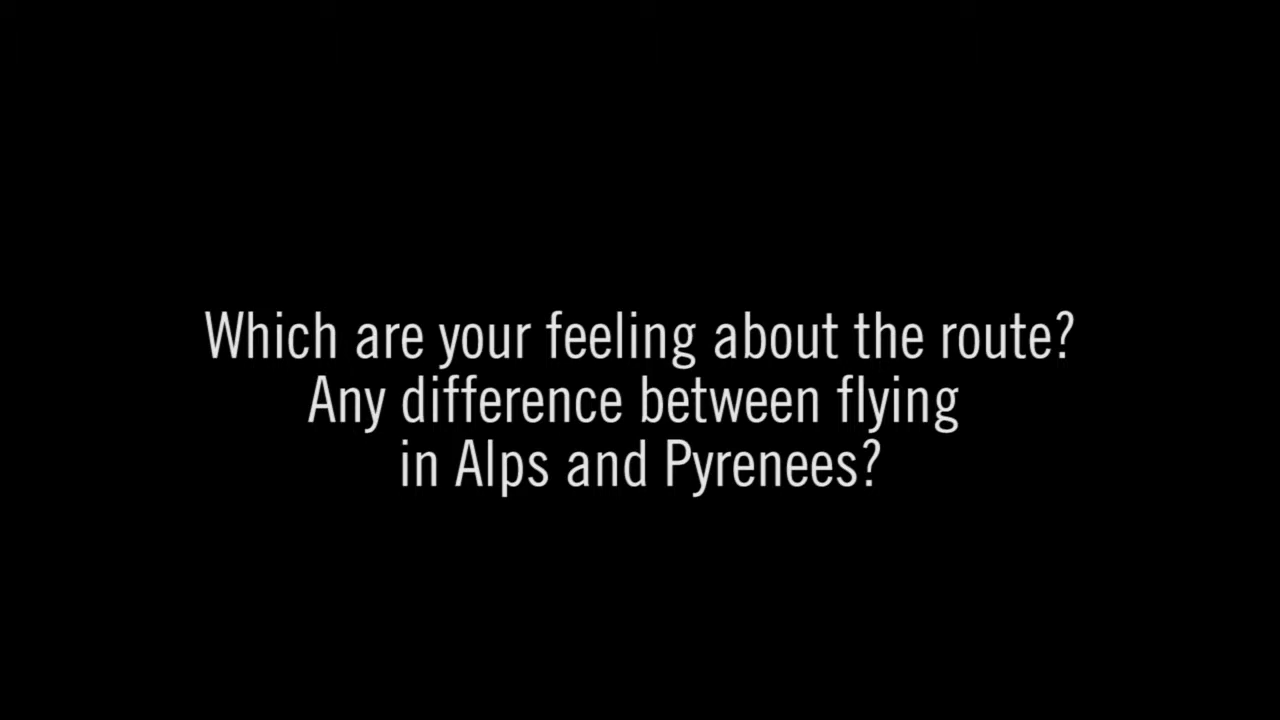 Which are your feeling about the route?
Any difference between flying
in Alps and Pyrenees?